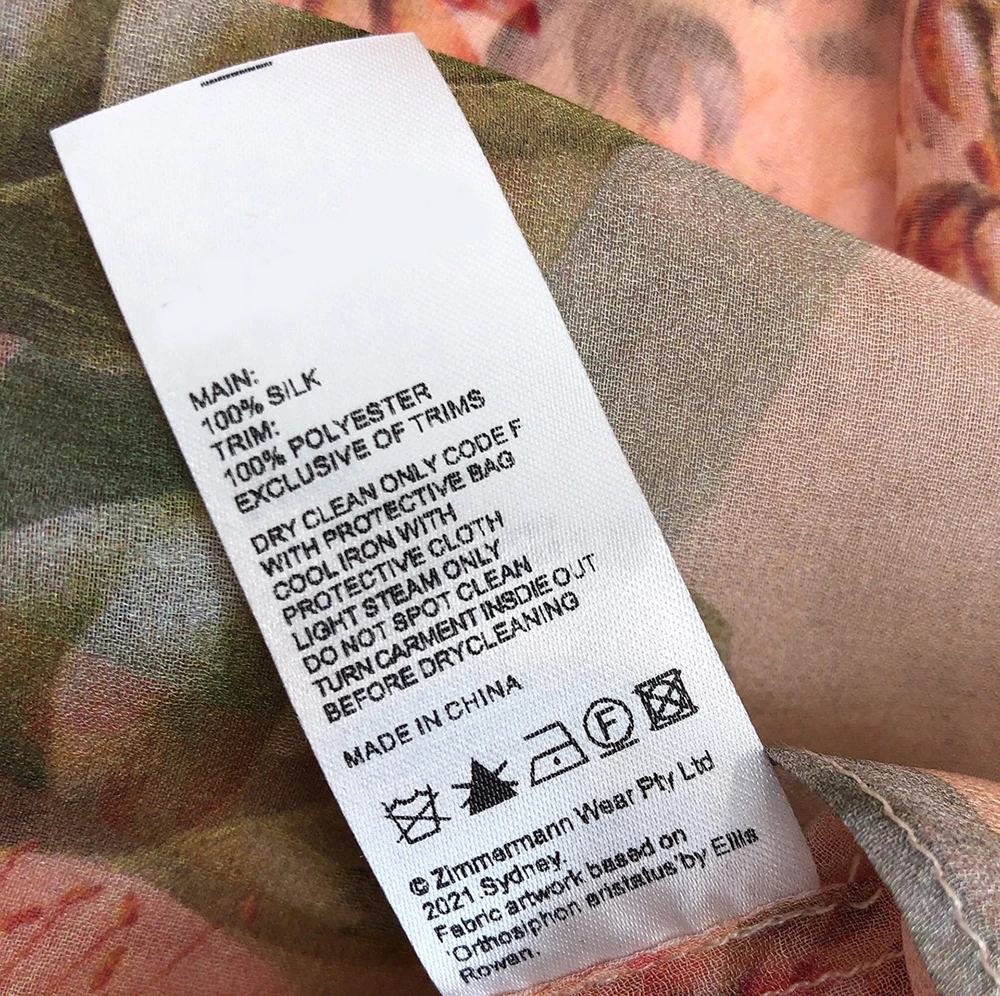 MAIN:
100% SILK
TRIM:
100% POLYESTER
EXCLUSIVE OF TRIMS
DRY CLEAN ONLY CODE F
WITH PROTECTIVE BAG
COOL IRON WITH
PROTECTIVE CLOTH
LIGHT STEAM ONLY
DO NOT SPOT CLEAN
TURN CARMENT INSDIE OUT
BEFORE DRYCLEANING
MADE IN CHINA
F
© Zimmermann Wear Pty Ltd
2021 Sydney.
Fabric artwork based on
'Orthosiphon aristatus' by Ellis
Rowan.